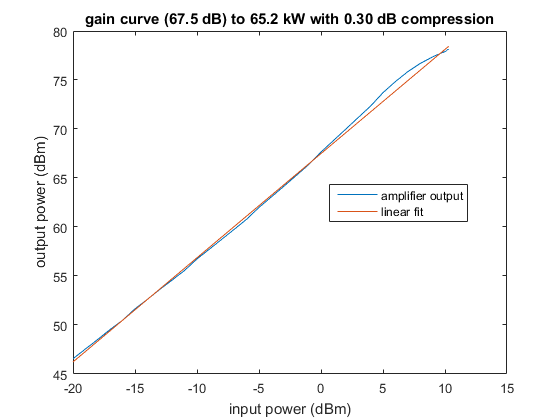 gain curve (67.5 dB) to 65.2 kW with 0.30 dB compression
80
75
70
65
60
55
50
45
output power (dBm)
amplifier output
linear fit
-20 -15 -10 -5 0 5 10 15
input power (dBm)